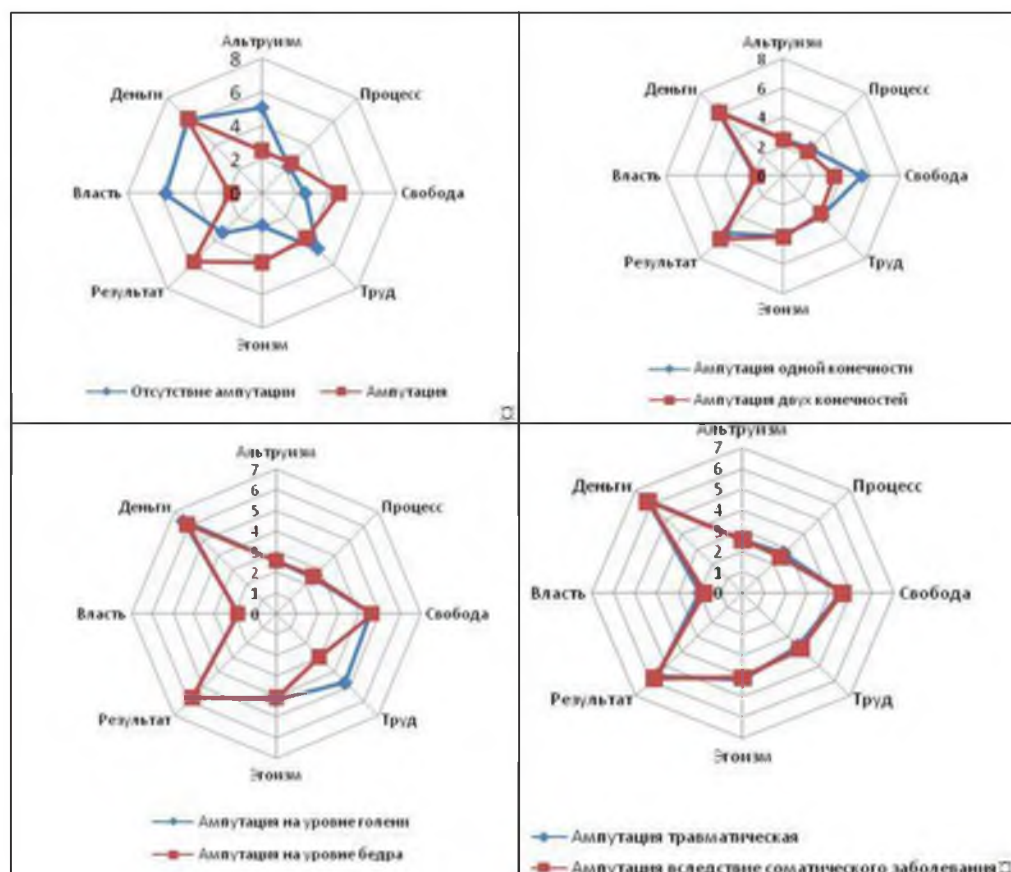 Альтруизм
8
Деньги
Процесс
6
4
2
Власть
0
Свобода
Результат
Труд
Эгоизм
Отсутствие ампутации
Ампутация
Альтруизм
8
Деньги
Процесс
6
4
2
Власть
0
Свобода
Результат
Труд
Эгоизм
Ампутация одной конечности
Ампутация двух конечностей
Альтруизм
7
Деньги
Процесс
6
5
4
3
2
1
Власть
0
Свобода
Результат
Труд
Эгоизм
Ампутация на уровне голени
Ампутация на уровне бедра
Альтруизм
7
Деньги
Процесс
6
5
4
3
2
1
Власть
0
Свобода
Результат
Труд
Эгоизм
Ампутация травматическая
Ампутация вследствие соматического заболевания